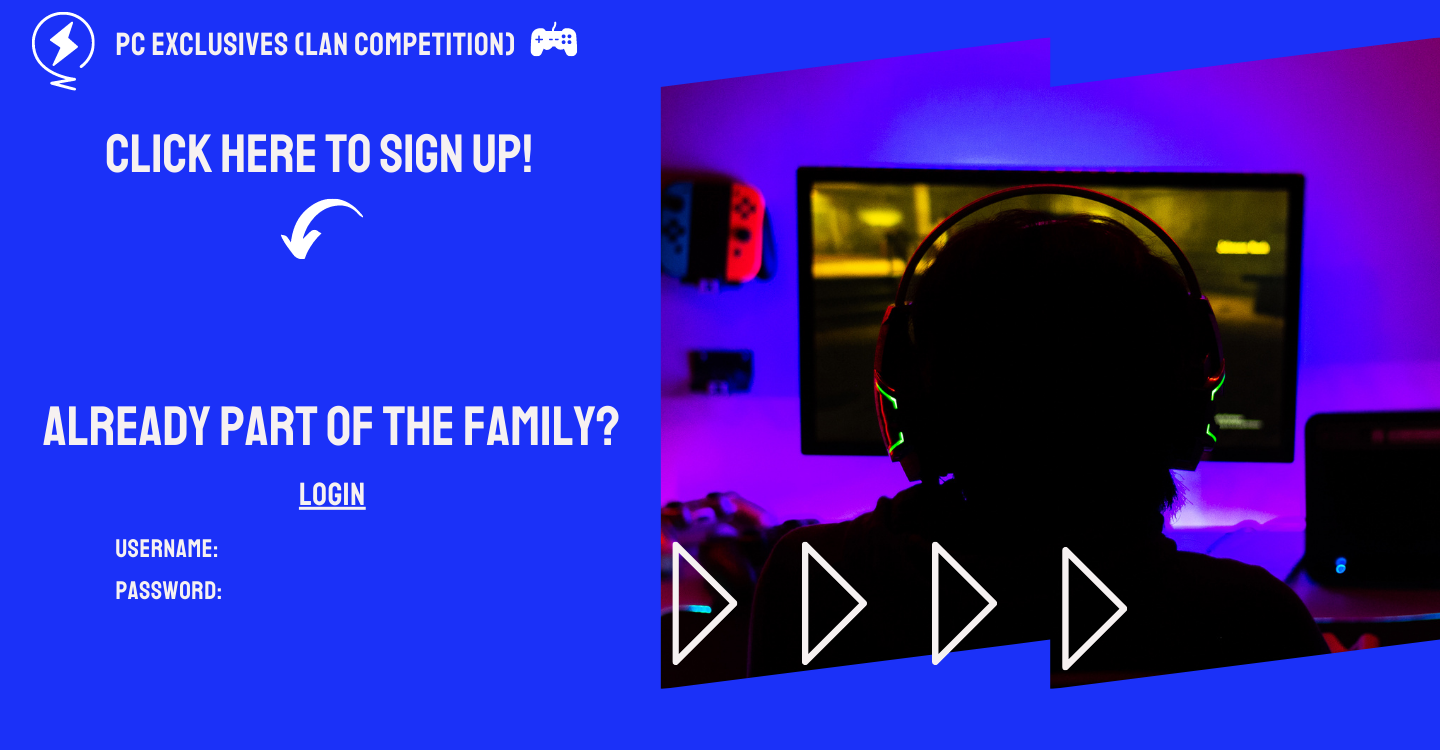 PC EXCLUSIVES (LAN COMPETITION)
CLICK HERE TO SIGN UP!
ALREADY PART OF THE FAMILY?
LOGIN
USERNAME:
PASSWORD: